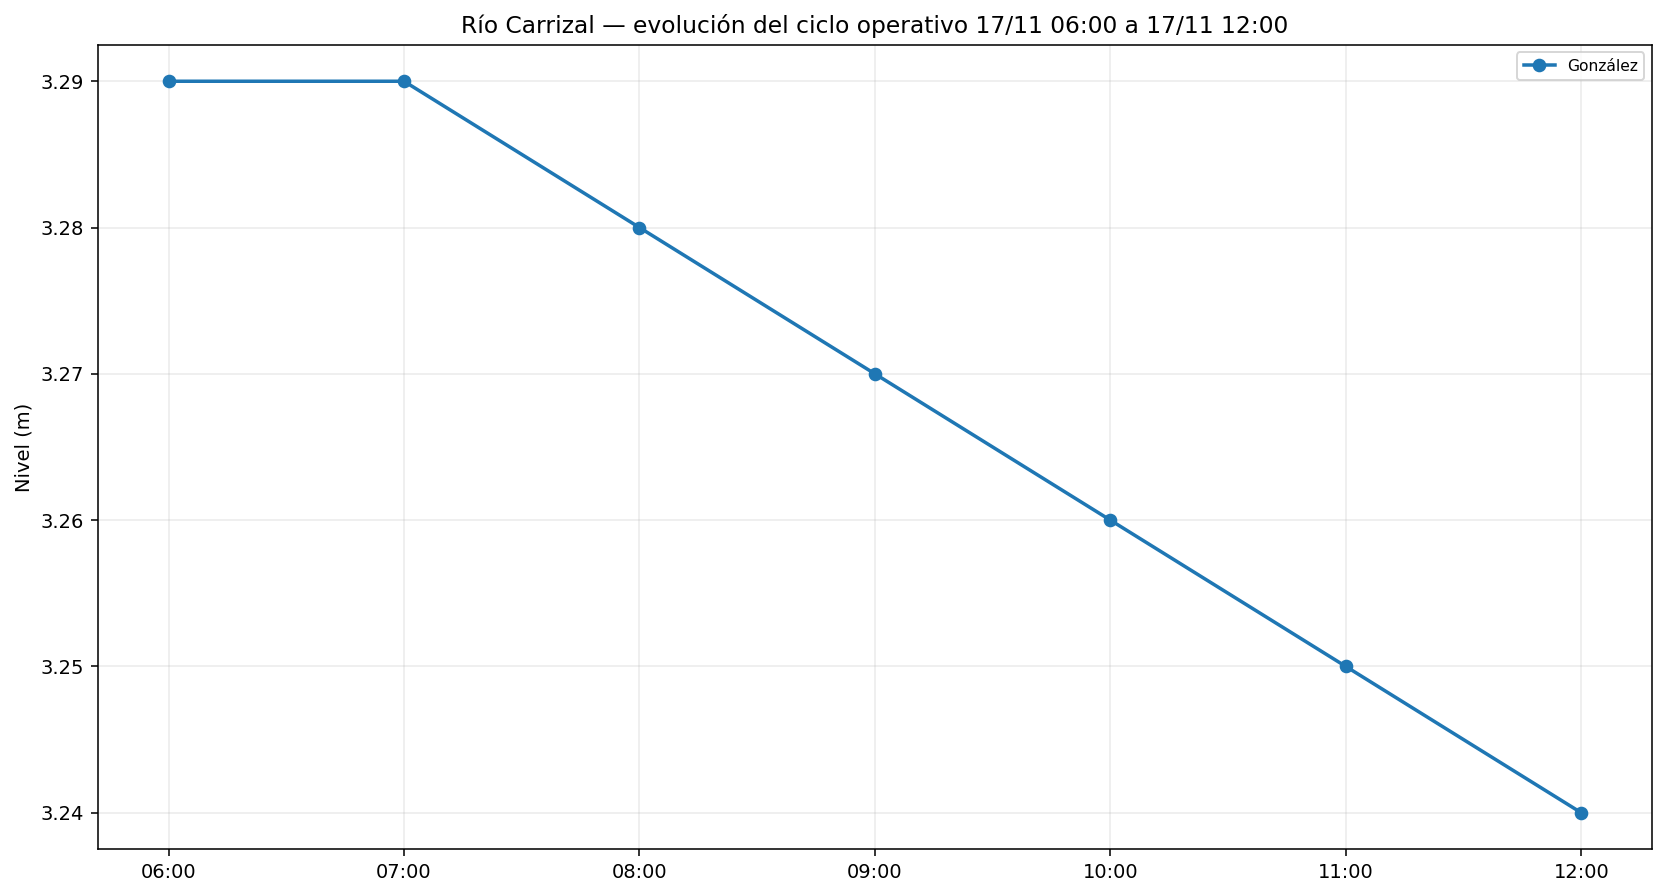 Río Carrizal — evolución del ciclo operativo 17/11 06:00 a 17/11 12:00
González
Nivel (m)
3.29
3.28
3.27
3.26
3.25
3.24
06:00 07:00 08:00 09:00 10:00 11:00 12:00